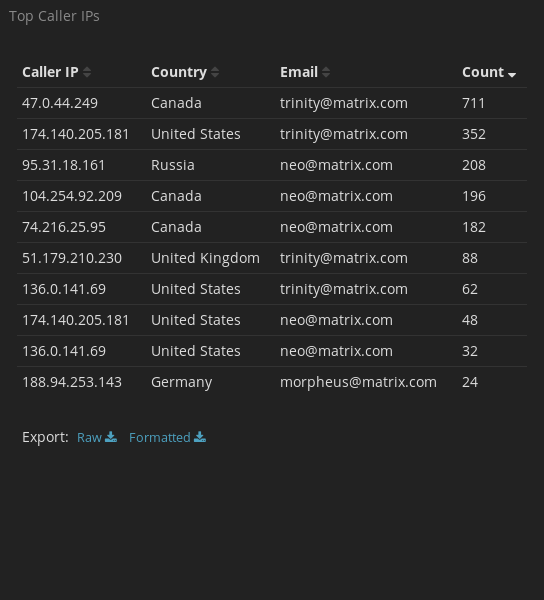 Top Caller IPs
Caller IP Country Email Count
47.0.44.249 Canada trinity@matrix.com 711
174.140.205.181 United States trinity@matrix.com 352
95.31.18.161 Russia neo@matrix.com 208
104.254.92.209 Canada neo@matrix.com 196
74.216.25.95 Canada neo@matrix.com 182
51.179.210.230 United Kingdom trinity@matrix.com 88
136.0.141.69 United States trinity@matrix.com 62
174.140.205.181 United States neo@matrix.com 48
136.0.141.69 United States neo@matrix.com 32
188.94.253.143 Germany morpheus@matrix.com 24
Export: Raw Formatted